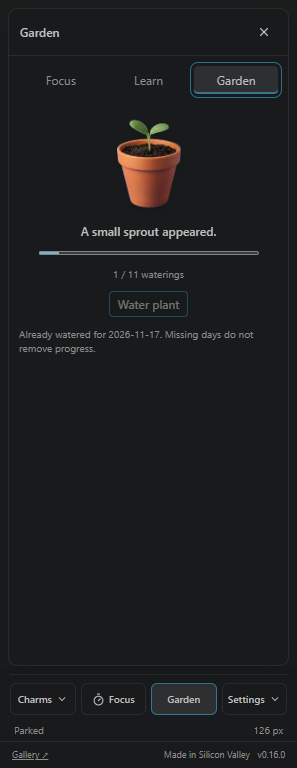 Garden
Focus Learn Garden
A small sprout appeared.
1 / 11 waterings
Water plant
Already watered for 2026-11-17. Missing days do not
remove progress.
Charms Focus Garden Settings
Parked 126 px
Gallery ↗ Made in Silicon Valley v0.16.0